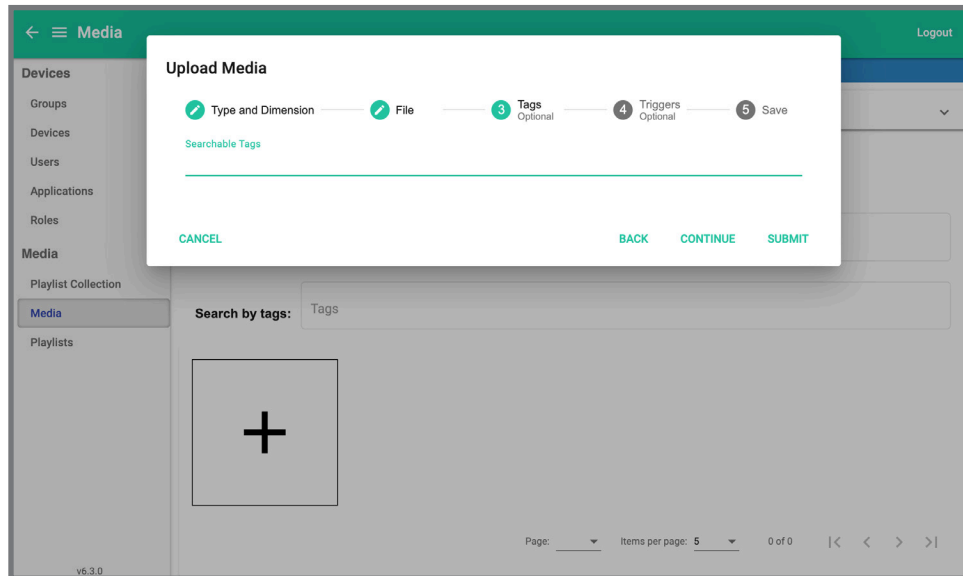 Media
Logout
Devices
Groups
Devices
Users
Applications
Roles
Media
Playlist Collection
Media
Playlists
v6.3.0
Upload Media
Type and Dimension
File
3 Tags
Optional
4 Triggers
Optional
5 Save
Searchable Tags
CANCEL
BACK
CONTINUE
SUBMIT
Search by tags:
Tags
Page:
Items per page: 5
0 of 0